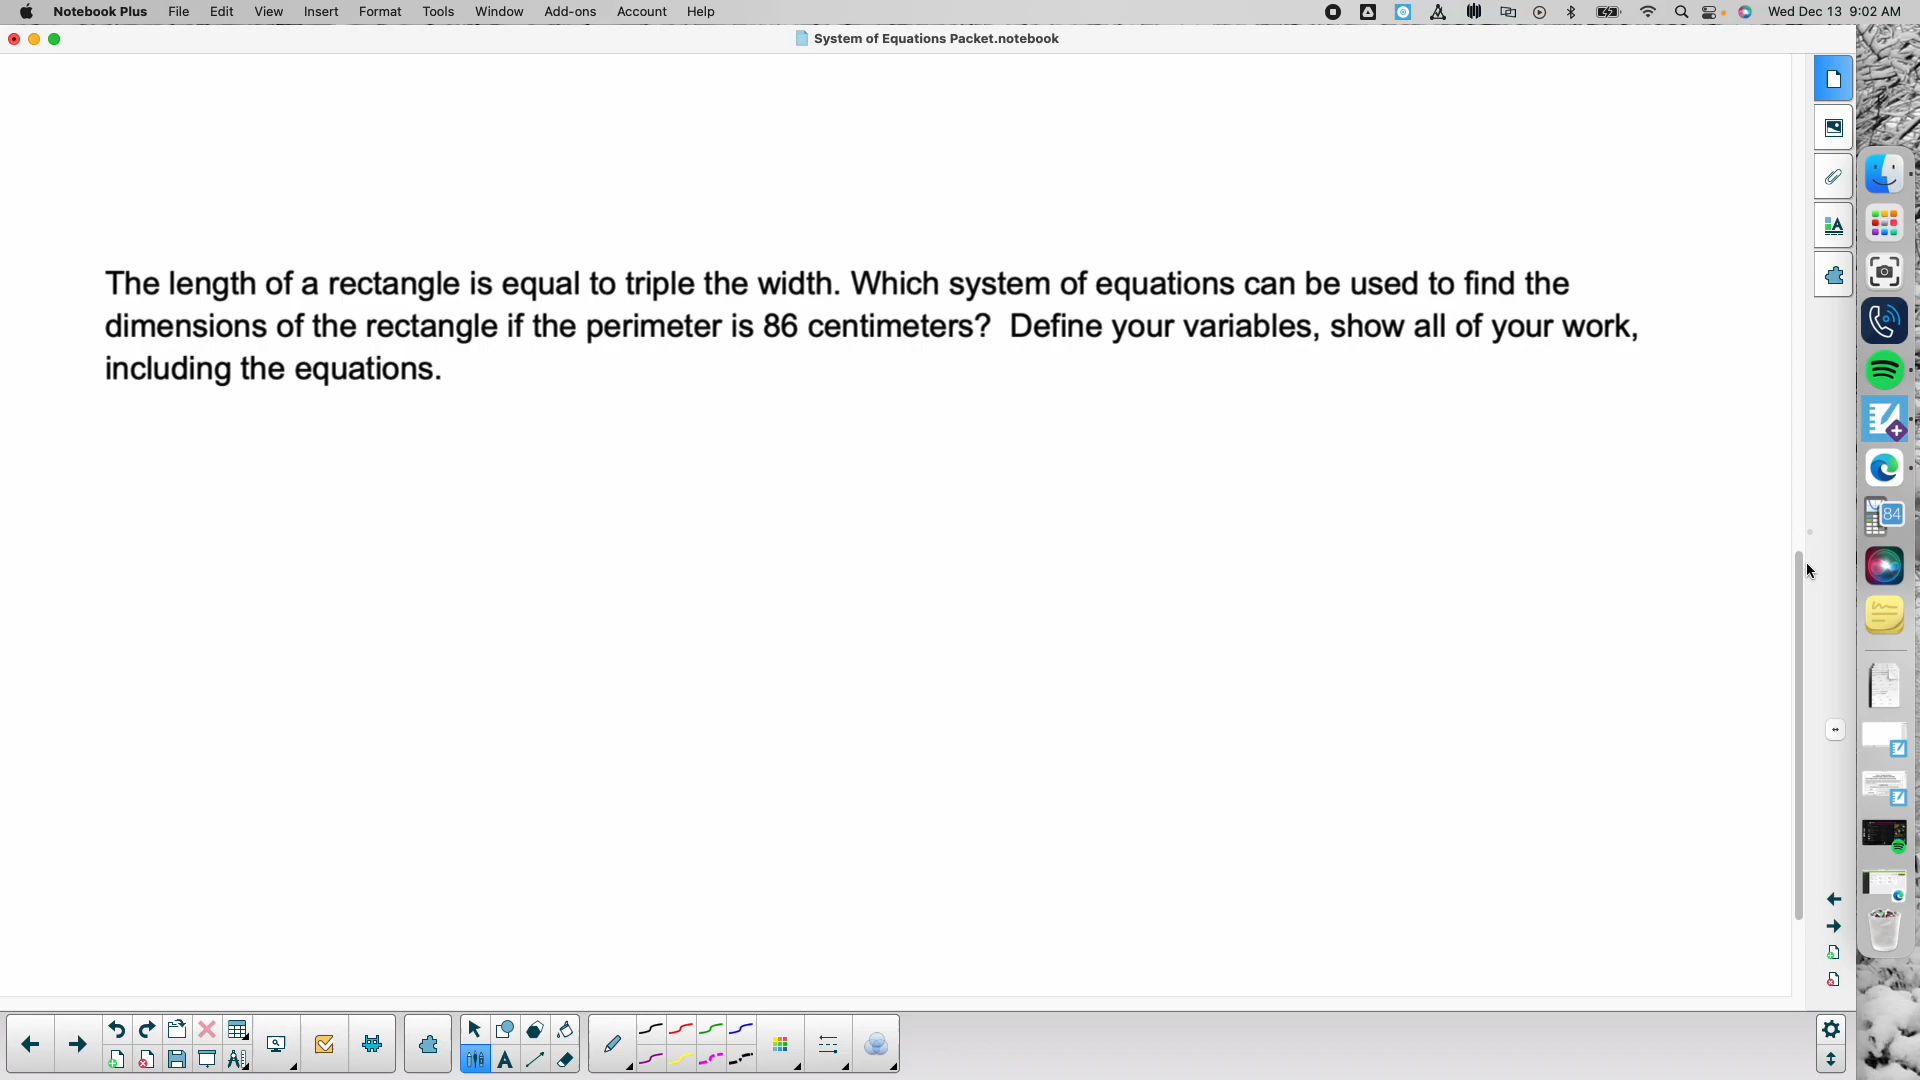 Notebook Plus File Edit View Insert Format Tools Window Add-ons Account Help Wed Dec 13 9:02 AM
System of Equations Packet.notebook
The length of a rectangle is equal to triple the width. Which system of equations can be used to find the
dimensions of the rectangle if the perimeter is 86 centimeters? Define your variables, show all of your work,
including the equations.
84